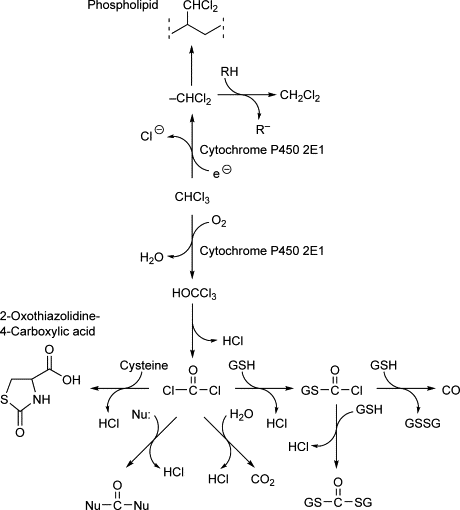 Phospholipid
CHCl2
RH
–CHCl2
CH2Cl2
R–
Cl⊖
Cytochrome P450 2E1
e⊖
CHCl3
O2
H2O
Cytochrome P450 2E1
HOCCl3
2-Oxothiazolidine-
4-Carboxylic acid
HCl
O
OH
S
NH
O
Cysteine
HCl
O
Cl–C–Cl
GSH
HCl
O
GS–C–Cl
GSH
GSSG
CO
Nu:
HCl
H2O
HCl
CO2
GSH
HCl
O
Nu–C–Nu
O
GS–C–SG